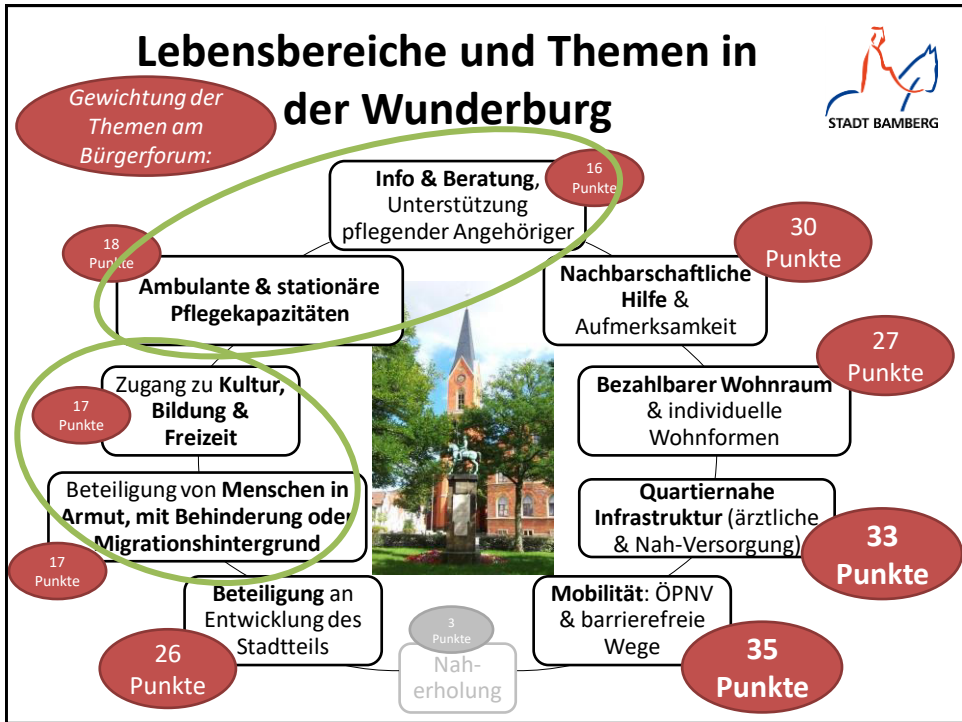 Lebensbereiche und Themen in
der Wunderburg
Gewichtung der
Themen am
Bürgerforum:
STADT BAMBERG
Info & Beratung,
Unterstützung
pflegender Angehöriger
16
Punkte
30
Punkte
Nachbarschaftliche
Hilfe &
Aufmerksamkeit
27
Punkte
Bezahlbarer Wohnraum
& individuelle
Wohnformen
Quartiernahe
Infrastruktur (ärztliche
& Nah-Versorgung)
33
Punkte
Mobilität: ÖPNV
& barrierefreie
Wege
35
Punkte
3
Punkte
Nah-
erholung
Beteiligung an
Entwicklung des
Stadtteils
26
Punkte
Beteiligung von Menschen in
Armut, mit Behinderung oder
Migrationshintergrund
17
Punkte
Zugang zu Kultur,
Bildung &
Freizeit
17
Punkte
Ambulante & stationäre
Pflegekapazitäten
18
Punkte